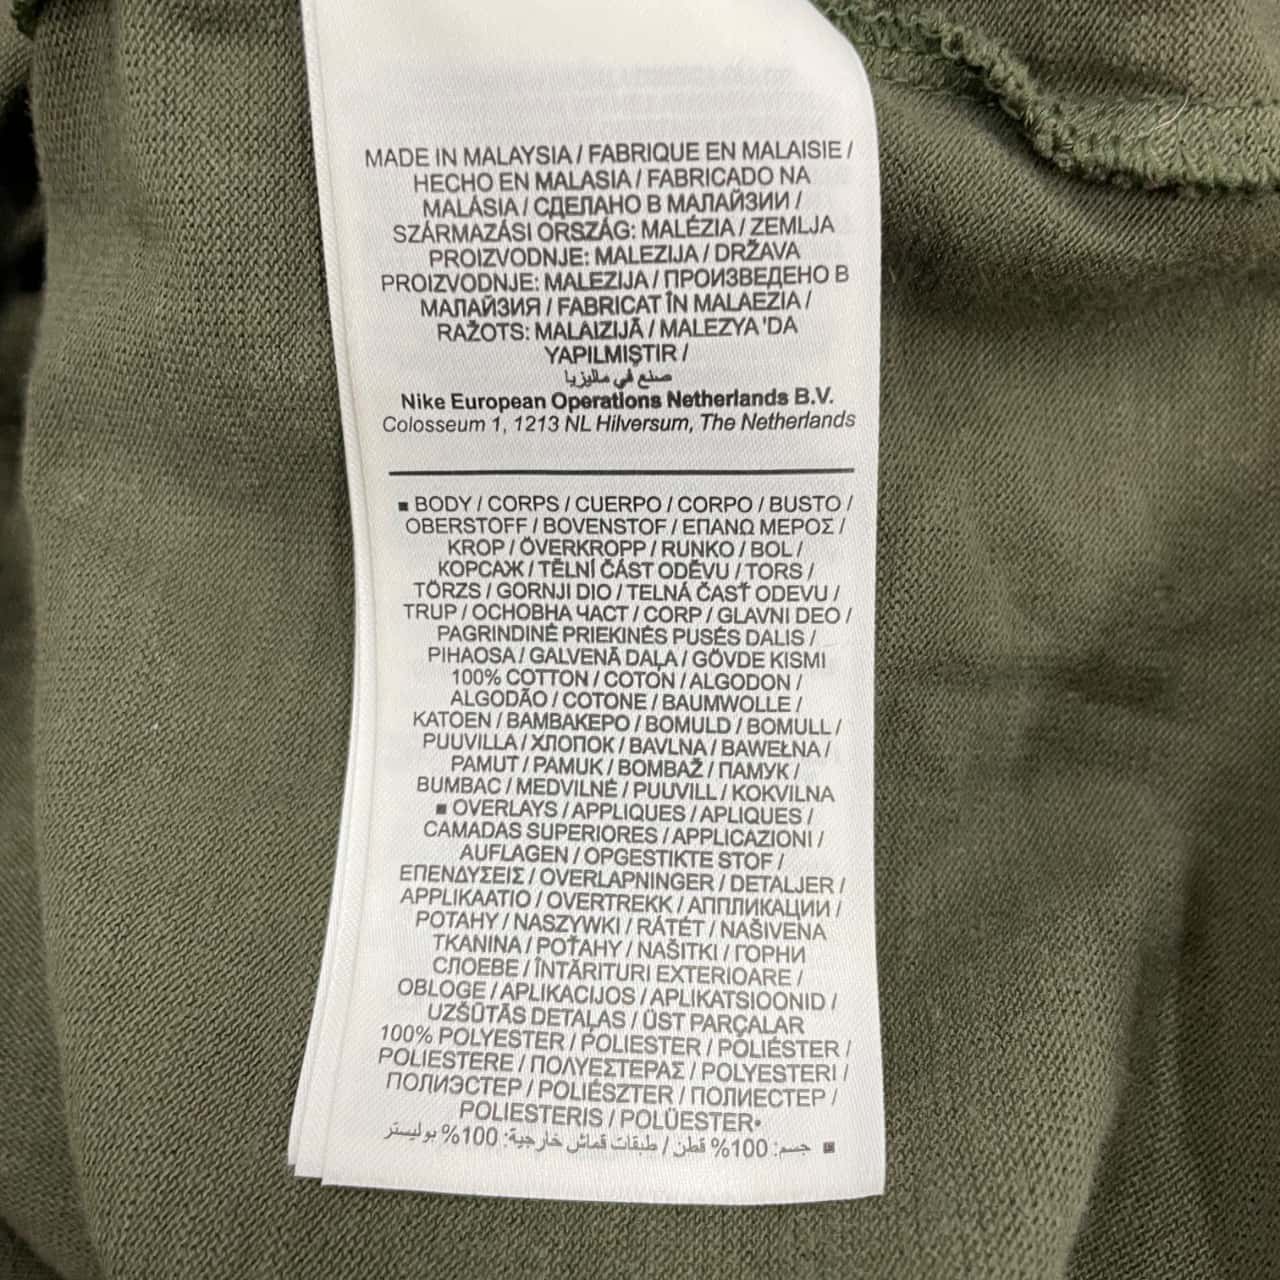 MADE IN MALAYSIA / FABRIQUE EN MALAISIE /
HECHO EN MALASIA / FABRICADO NA
MALÁSIA / СДЕЛАНО В МАЛАЙЗИИ /
SZÁRMAZÁSI ORSZÁG: MALÉZIA / ZEMLJA
PROIZVODNJE: MALEZIJA / DRŽAVA
PROIZVODNJE: MALEZIJA / ПРОИЗВЕДЕНО В
МАЛАЙЗИЯ / FABRICAT ÎN MALAEZIA /
RAŽOTS: MALAIZIJĀ / MALEZYA 'DA
YAPILMIŞTIR /
صنع في ماليزيا
Nike European Operations Netherlands B.V.
Colosseum 1, 1213 NL Hilversum, The Netherlands
▪ BODY / CORPS / CUERPO / CORPO / BUSTO /
OBERSTOFF / BOVENSTOF / ΕΠΑΝΩ ΜΕΡΟΣ /
KROP / ÖVERKROPP / RUNKO / BOL /
КОРСАЖ / TĚLNÍ ČÁST ODĚVU / TORS /
TÖRZS / GORNJI DIO / TELNÁ ČASŤ ODEVU /
TRUP / ОСНОВНА ЧАСТ / CORP / GLAVNI DEO /
PAGRINDINĖ PRIEKINĖS PUSĖS DALIS /
PIHAOSA / GALVENĀ DAĻA / GÖVDE KISMI
100% COTTON / COTON / ALGODON /
ALGODÃO / COTONE / BAUMWOLLE /
KATOEN / ΒΑΜΒΑΚΕΡΟ / BOMULD / BOMULL /
PUUVILLA / ХЛОПОК / BAVLNA / BAWEŁNA /
PAMUT / PAMUK / BOMBAŽ / ПАМУК /
BUMBAC / MEDVILNĖ / PUUVILL / KOKVILNA
▪ OVERLAYS / APPLIQUES / APLIQUES /
CAMADAS SUPERIORES / APPLICAZIONI /
AUFLAGEN / OPGESTIKTE STOF /
ΕΠΕΝΔΥΣΕΙΣ / OVERLAPNINGER / DETALJER /
APPLIKAATIO / OVERTREKK / АППЛИКАЦИИ /
POTAHY / NASZYWKI / RÁTÉT / NAŠIVENA
TKANINA / POŤAHY / NAŠITKI / ГОРНИ
СЛОЕВЕ / ÎNTĂRITURI EXTERIOARE /
OBLOGE / APLIKACIJOS / APLIKATSIOONID /
UZŠŪTĀS DETAĻAS / ÜST PARÇALAR
100% POLYESTER / POLIESTER / POLIÉSTER /
POLIESTERE / ΠΟΛΥΕΣΤΕΡΑΣ / POLYESTERI /
ПОЛИЭСТЕР / POLIÉSZTER / ПОЛИЕСТЕР /
POLIESTERIS / POLÜESTER•
▪ جسم: 100% قطن / طبقات قماش خارجية: 100% بوليستر